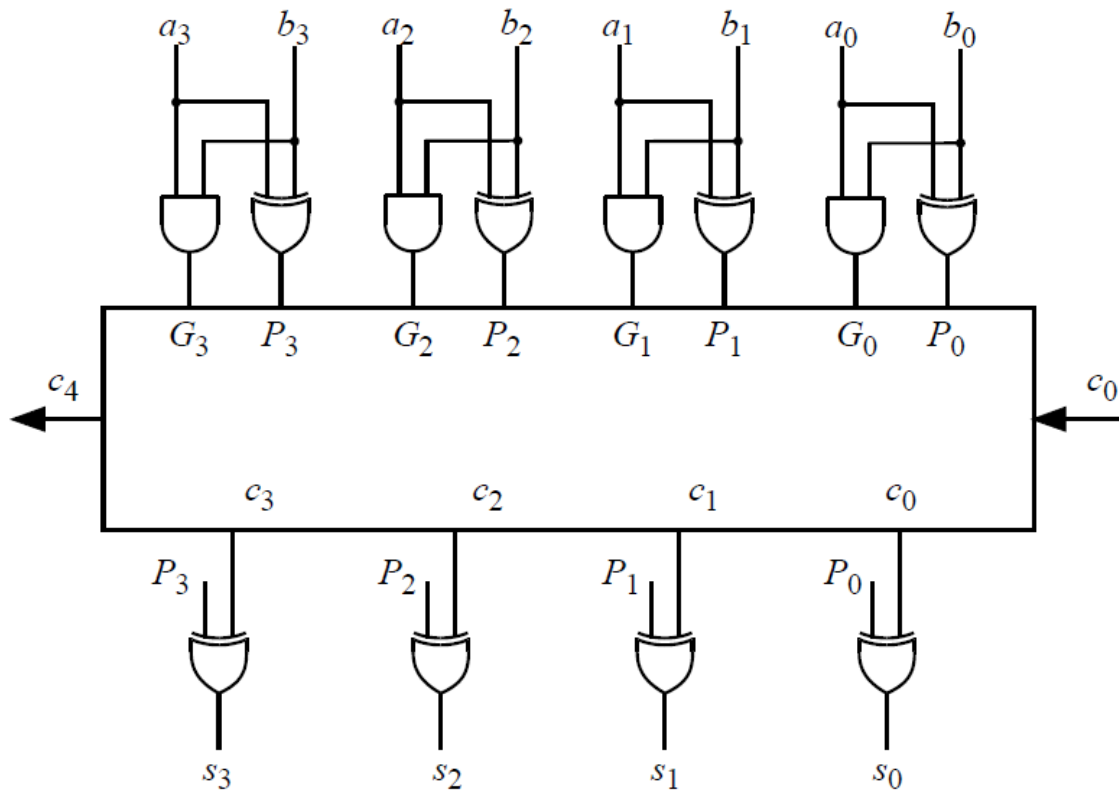 a3 b3 a2 b2 a1 b1 a0 b0
G3 P3 G2 P2 G1 P1 G0 P0
c4 c0
c3 c2 c1 c0
P3 P2 P1 P0
s3 s2 s1 s0